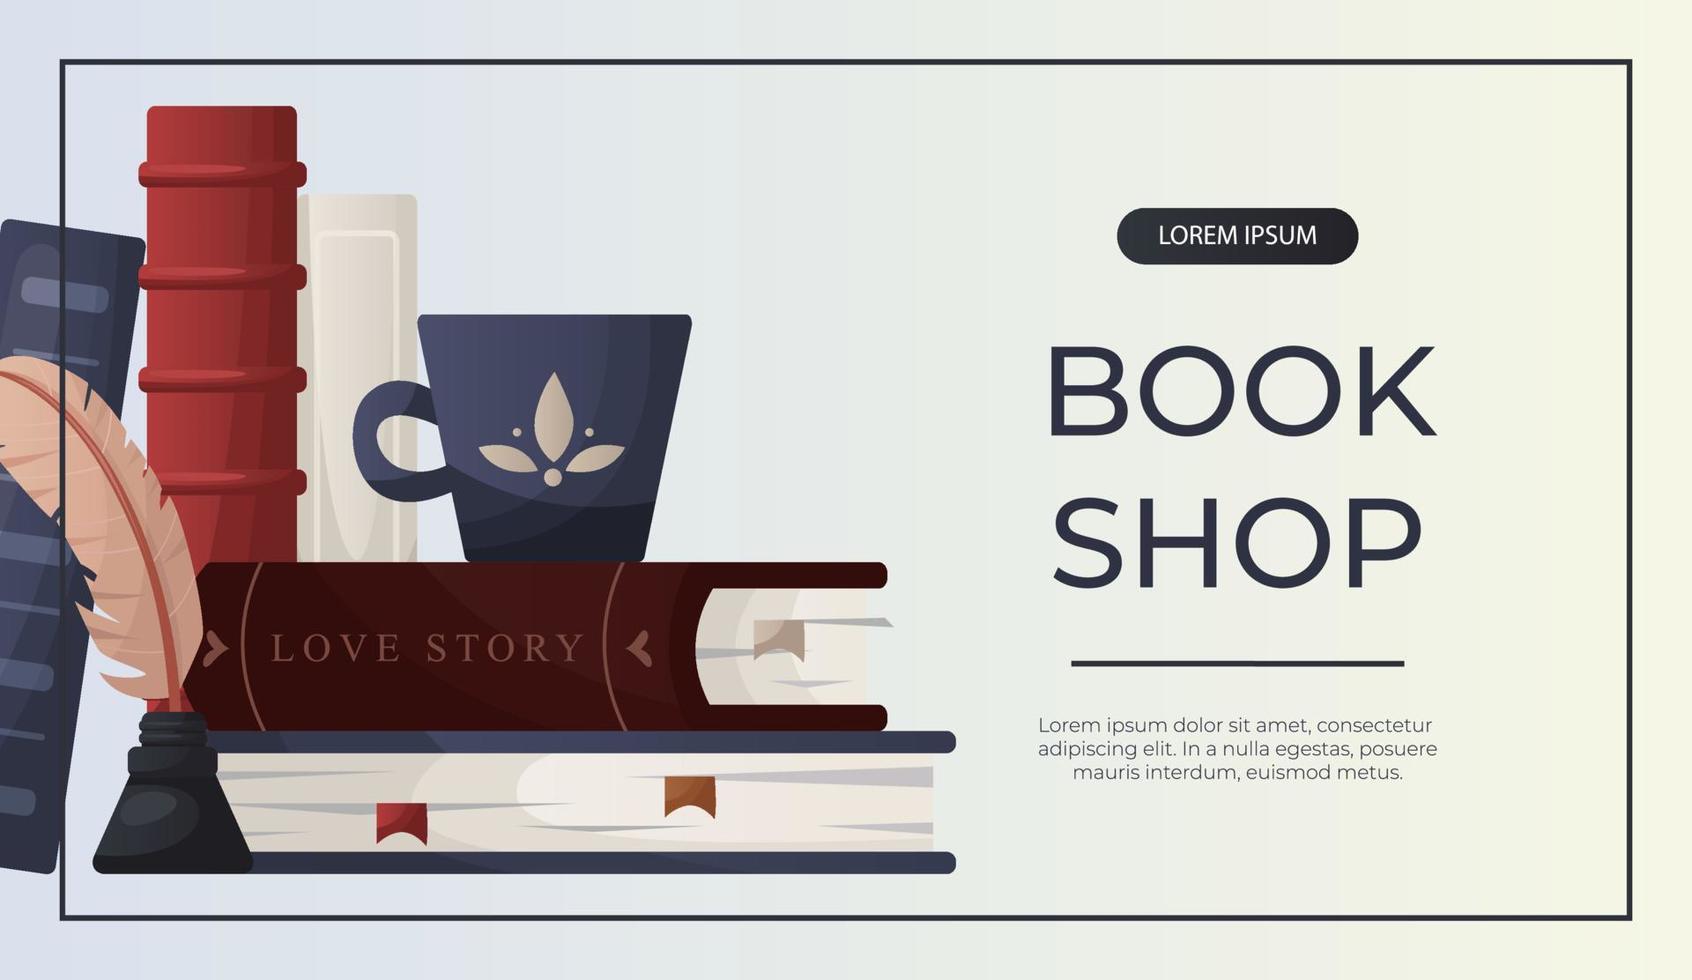 LOREM IPSUM
BOOK
SHOP
LOVE STORY
Lorem ipsum dolor sit amet, consectetur
adipiscing elit. In a nulla egestas, posuere
mauris interdum, euismod metus.